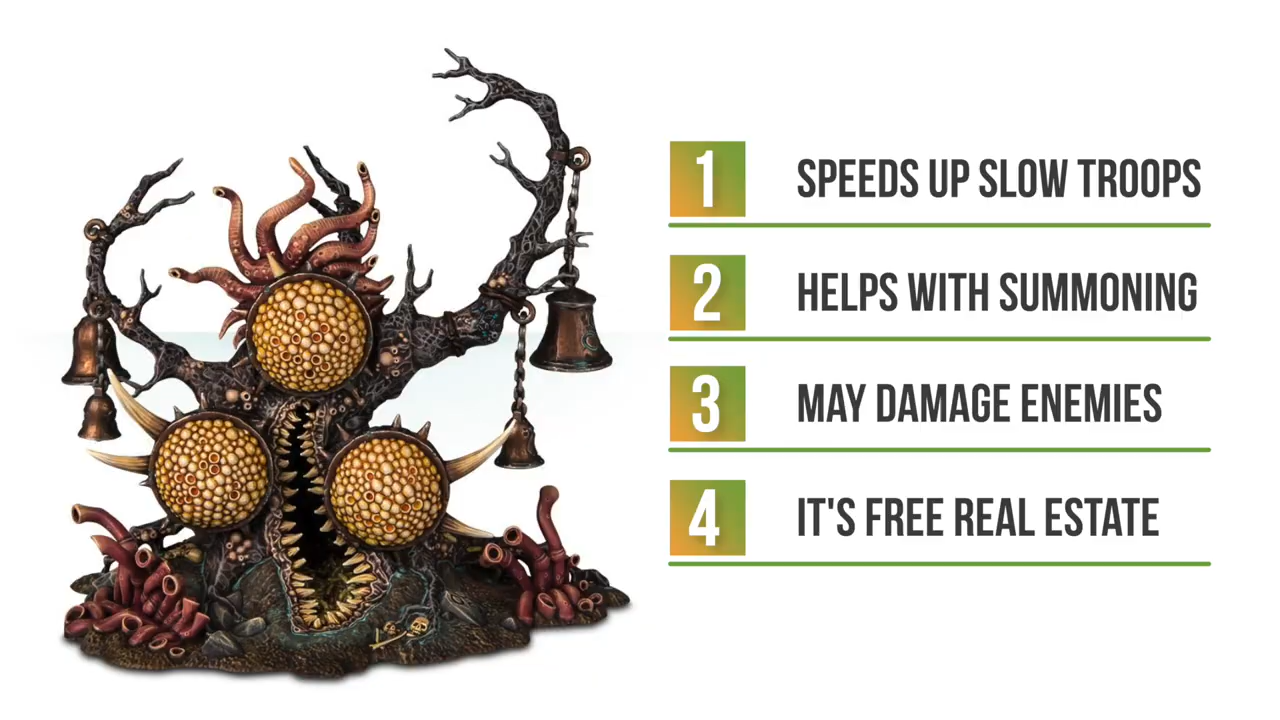 1 SPEEDS UP SLOW TROOPS
2 HELPS WITH SUMMONING
3 MAY DAMAGE ENEMIES
4 IT'S FREE REAL ESTATE